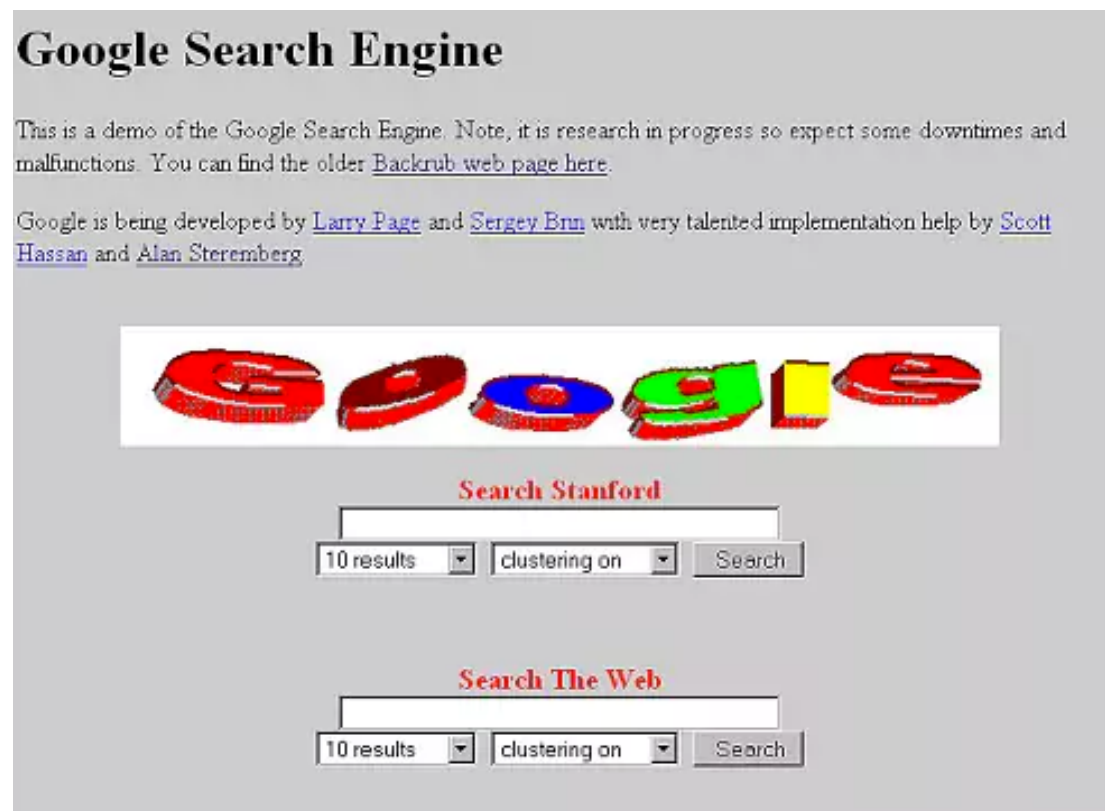 Google Search Engine
This is a demo of the Google Search Engine. Note, it is research in progress so expect some downtimes and
malfunctions. You can find the older Backrub web page here.
Google is being developed by Larry Page and Sergey Brin with very talented implementation help by Scott
Hassan and Alan Steremberg.
Google
Search Stanford
10 results clustering on Search
Search The Web
10 results clustering on Search